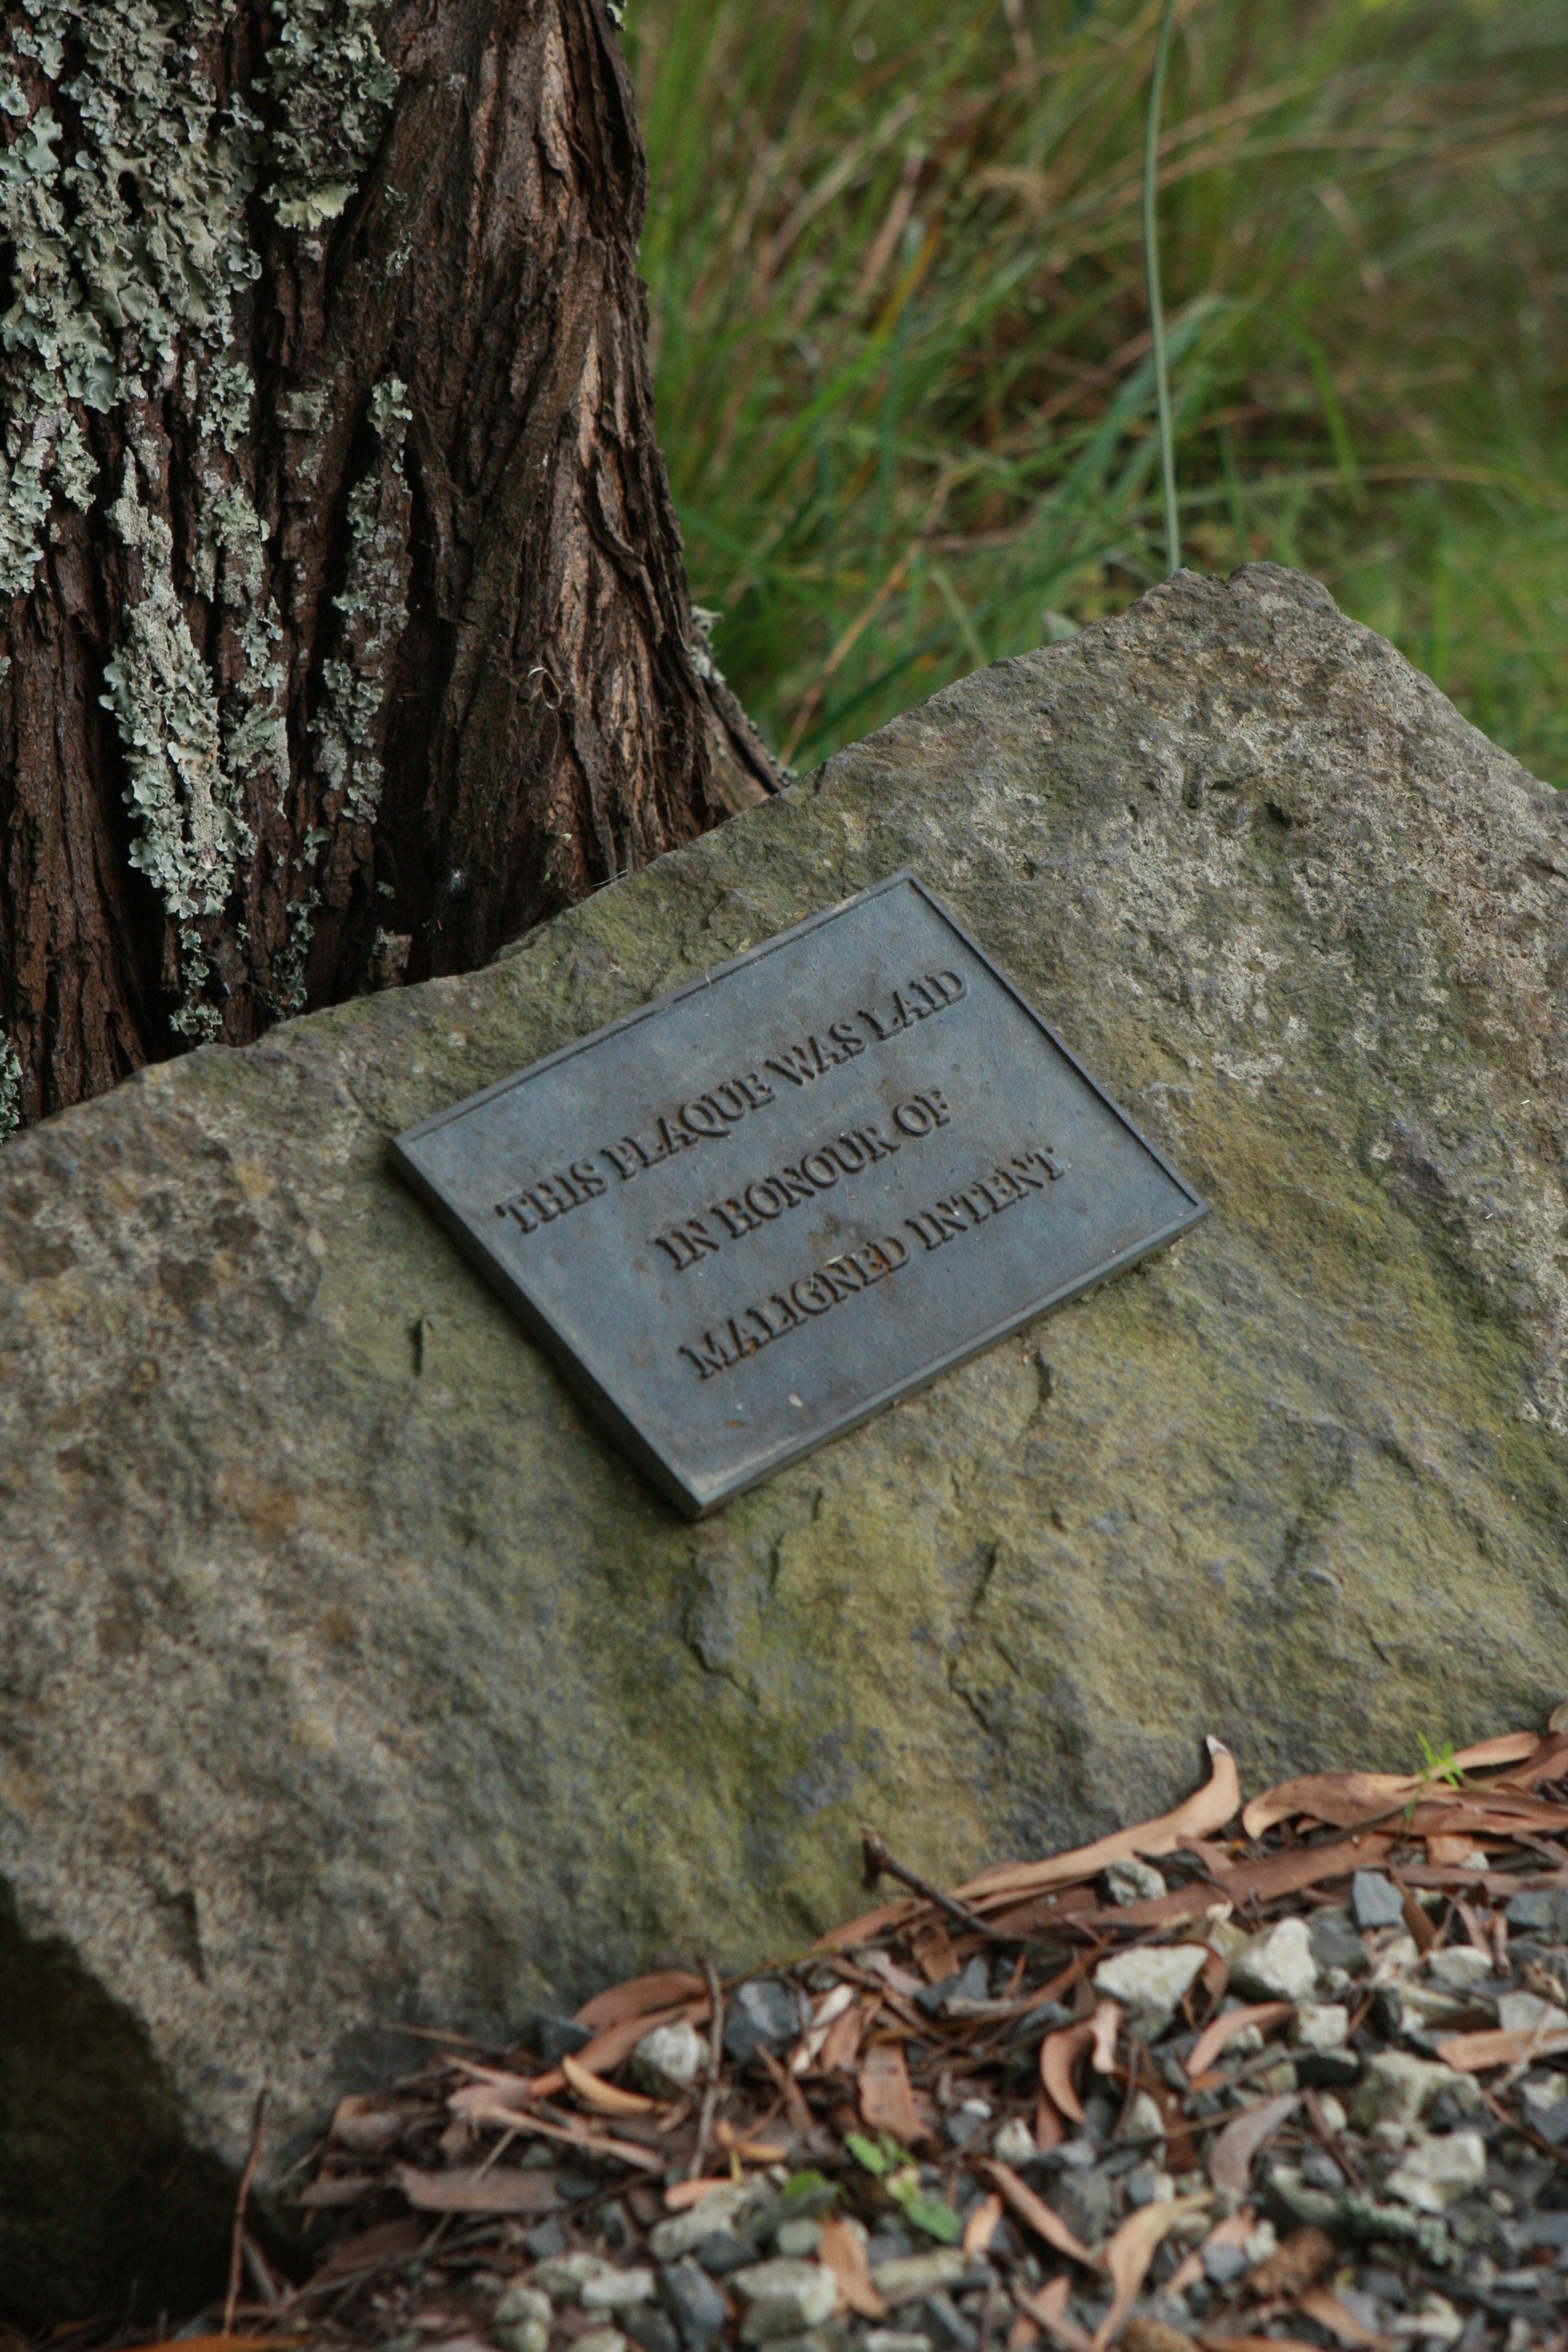 THIS PLAQUE WAS LAID
IN HONOUR OF
MALIGNED INTENT